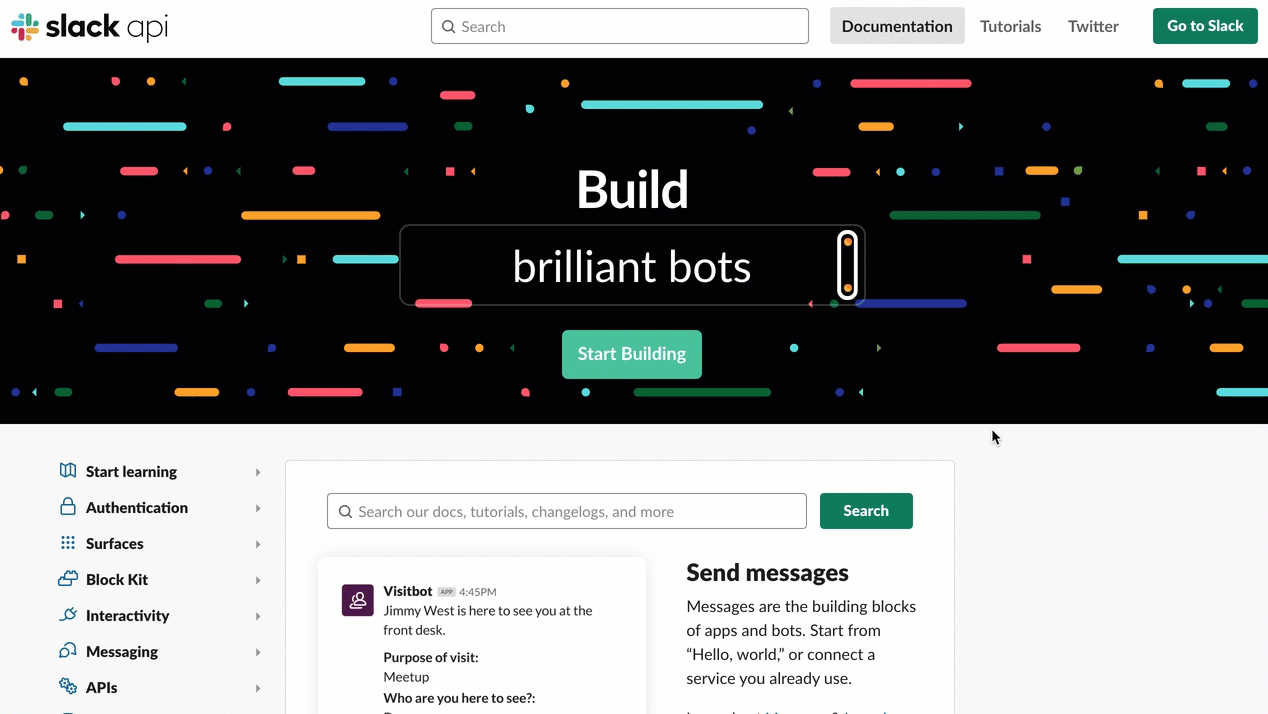 slack api
Search
Documentation
Tutorials
Twitter
Go to Slack
Build
brilliant bots
Start Building
Start learning
Authentication
Surfaces
Block Kit
Interactivity
Messaging
APIs
Search our docs, tutorials, changelogs, and more
Search
Visitbot APP 4:45PM
Jimmy West is here to see you at the
front desk.
Purpose of visit:
Meetup
Who are you here to see?:
Send messages
Messages are the building blocks
of apps and bots. Start from
“Hello, world,” or connect a
service you already use.